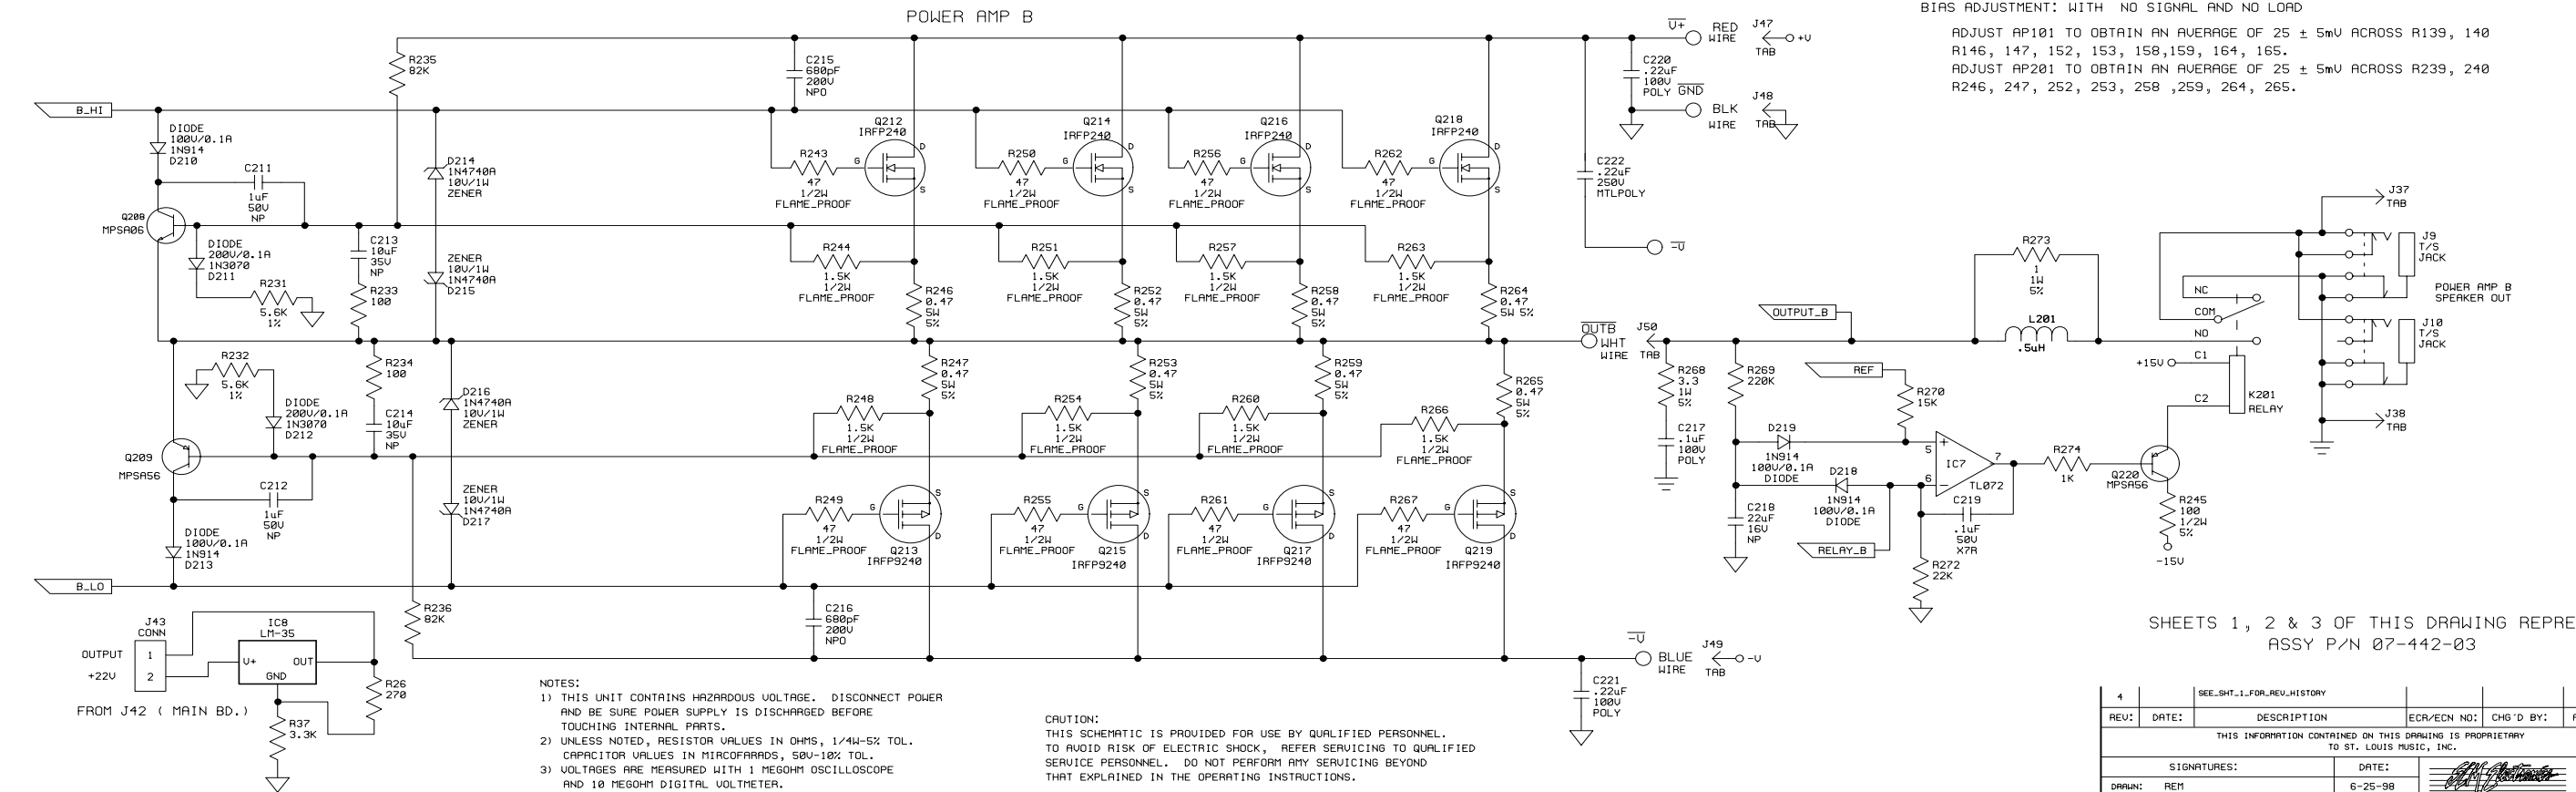 POWER AMP B
BIAS ADJUSTMENT: WITH NO SIGNAL AND NO LOAD
ADJUST AP101 TO OBTAIN AN AVERAGE OF 25 ± 5mV ACROSS R139, 140
R146, 147, 152, 153, 158,159, 164, 165.
ADJUST AP201 TO OBTAIN AN AVERAGE OF 25 ± 5mV ACROSS R239, 240
R246, 247, 252, 253, 258 ,259, 264, 265.
V+
RED
WIRE
J47
+V
TAB
R235
82K
C215
680pF
200V
NPO
C220
.22uF
100V
POLY
GND
BLK
WIRE
J48
TAB
B_HI
DIODE
100V/0.1A
1N914
D210
C211
1uF
50V
NP
D214
1N4740A
10V/1W
ZENER
Q212
IRFP240
D
G
S
R243
47
1/2W
FLAME_PROOF
Q214
IRFP240
D
G
S
R250
47
1/2W
FLAME_PROOF
Q216
IRFP240
D
G
S
R256
47
1/2W
FLAME_PROOF
Q218
IRFP240
D
G
S
R262
47
1/2W
FLAME_PROOF
C222
.22uF
250V
MTLPOLY
-V
Q208
MPSA06
DIODE
200V/0.1A
1N3070
D211
R231
5.6K
1%
C213
10uF
35V
NP
R233
100
ZENER
10V/1W
1N4740A
D215
R244
1.5K
1/2W
FLAME_PROOF
R246
0.47
5W
5%
R251
1.5K
1/2W
FLAME_PROOF
R252
0.47
5W
5%
R257
1.5K
1/2W
FLAME_PROOF
R258
0.47
5W
5%
R263
1.5K
1/2W
FLAME_PROOF
R264
0.47
5W 5%
OUTB
WHT
WIRE
J50
TAB
OUTPUT_B
R273
1
1W
5%
L201
.5uH
NC
COM
NO
+15V
C1
C2
K201
RELAY
J37
TAB
J9
T/S
JACK
POWER AMP B
SPEAKER OUT
J10
T/S
JACK
J38
TAB
R232
5.6K
1%
DIODE
200V/0.1A
1N3070
D212
R234
100
C214
10uF
35V
NP
D216
1N4740A
10V/1W
ZENER
R247
0.47
5W
5%
R248
1.5K
1/2W
FLAME_PROOF
R253
0.47
5W
5%
R254
1.5K
1/2W
FLAME_PROOF
R259
0.47
5W
5%
R260
1.5K
1/2W
FLAME_PROOF
R265
0.47
5W
5%
R266
1.5K
1/2W
FLAME_PROOF
R268
3.3
1W
5%
C217
.1uF
100V
POLY
R269
220K
REF
R270
15K
D219
1N914
100V/0.1A
DIODE
D218
1N914
100V/0.1A
DIODE
C218
22uF
16V
NP
RELAY_B
+
5
6
-
7
IC7
TL072
C219
.1uF
50V
X7R
R272
22K
R274
1K
Q220
MPSA56
R245
100
1/2W
5%
-15V
Q209
MPSA56
C212
1uF
50V
NP
DIODE
100V/0.1A
1N914
D213
ZENER
10V/1W
1N4740A
D217
R249
47
1/2W
FLAME_PROOF
G
S
D
Q213
IRFP9240
R255
47
1/2W
FLAME_PROOF
G
S
D
Q215
IRFP9240
R261
47
1/2W
FLAME_PROOF
G
S
D
Q217
IRFP9240
R267
47
1/2W
FLAME_PROOF
G
S
D
Q219
IRFP9240
B_LO
R236
82K
C216
680pF
200V
NPO
-V
BLUE
WIRE
J49
-V
TAB
C221
.22uF
100V
POLY
J43
CONN
OUTPUT
1
+22V
2
FROM J42 ( MAIN BD.)
IC8
LM-35
V+
OUT
GND
R26
270
R37
3.3K
NOTES:
1) THIS UNIT CONTAINS HAZARDOUS VOLTAGE. DISCONNECT POWER
AND BE SURE POWER SUPPLY IS DISCHARGED BEFORE
TOUCHING INTERNAL PARTS.
2) UNLESS NOTED, RESISTOR VALUES IN OHMS, 1/4W-5% TOL.
CAPACITOR VALUES IN MIRCOFARADS, 50V-10% TOL.
3) VOLTAGES ARE MEASURED WITH 1 MEGOHM OSCILLOSCOPE
AND 10 MEGOHM DIGITAL VOLTMETER.
CAUTION:
THIS SCHEMATIC IS PROVIDED FOR USE BY QUALIFIED PERSONNEL.
TO AVOID RISK OF ELECTRIC SHOCK, REFER SERVICING TO QUALIFIED
SERVICE PERSONNEL. DO NOT PERFORM AMY SERVICING BEYOND
THAT EXPLAINED IN THE OPERATING INSTRUCTIONS.
SHEETS 1, 2 & 3 OF THIS DRAWING REPRE
ASSY P/N 07-442-03
4
SEE_SHT_1_FOR_REV_HISTORY
REV: DATE: DESCRIPTION ECR/ECN NO: CHG'D BY:
THIS INFORMATION CONTAINED ON THIS DRAWING IS PROPRIETARY
TO ST. LOUIS MUSIC, INC.
SIGNATURES: DATE:
DRAWN: REM 6-25-98